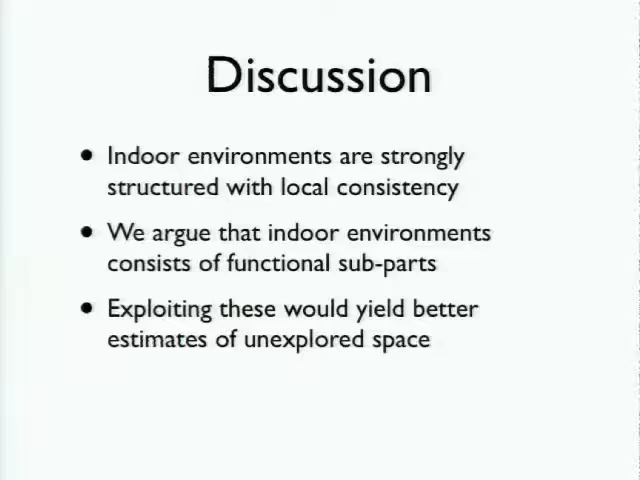 Discussion
• Indoor environments are strongly
structured with local consistency
• We argue that indoor environments
consists of functional sub-parts
• Exploiting these would yield better
estimates of unexplored space